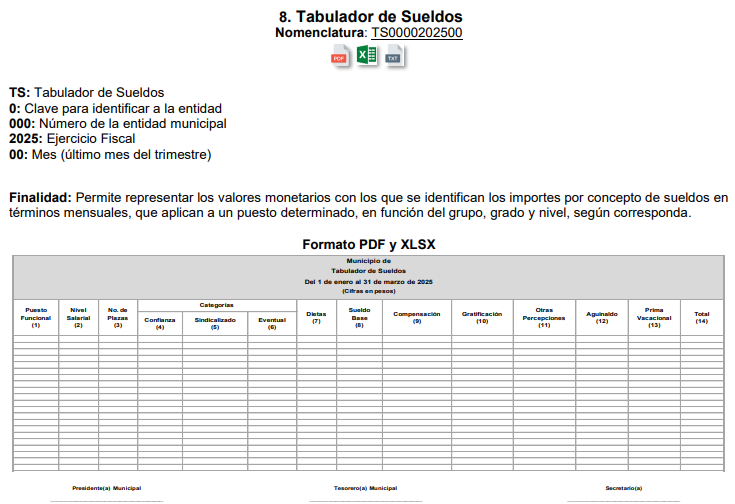 8. Tabulador de Sueldos
Nomenclatura: TS0000202500
PDF
X
TXT
TS: Tabulador de Sueldos
0: Clave para identificar a la entidad
000: Número de la entidad municipal
2025: Ejercicio Fiscal
00: Mes (último mes del trimestre)
Finalidad: Permite representar los valores monetarios con los que se identifican los importes por concepto de sueldos en
términos mensuales, que aplican a un puesto determinado, en función del grupo, grado y nivel, según corresponda.
Formato PDF y XLSX
Municipio de
Tabulador de Sueldos
Del 1 de enero al 31 de marzo de 2025
(Cifras en pesos)
Puesto Funcional (1)
Nivel Salarial (2)
No. de Plazas (3)
Categorías
Confianza (4)
Sindicalizado (5)
Eventual (6)
Dietas (7)
Sueldo Base (8)
Compensación (9)
Gratificación (10)
Otras Percepciones (11)
Aguinaldo (12)
Prima Vacacional (13)
Total (14)
Presidente(a) Municipal
Tesorero(a) Municipal
Secretario(a)